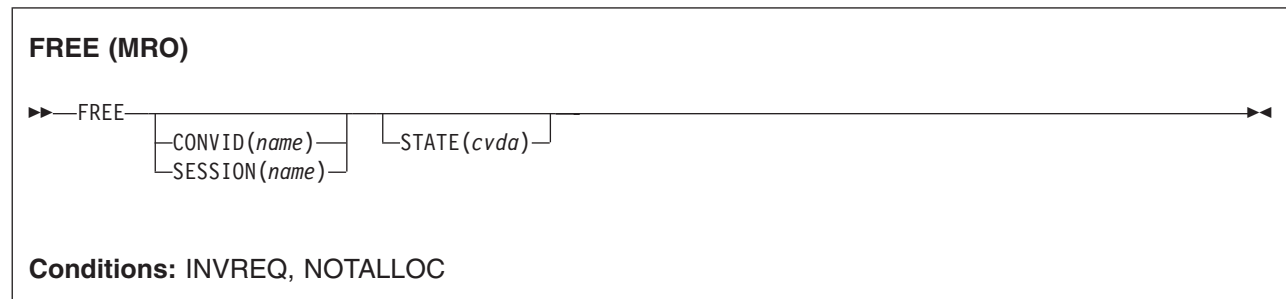 FREE (MRO)
FREE
CONVID(name)
SESSION(name)
STATE(cvda)
Conditions: INVREQ, NOTALLOC